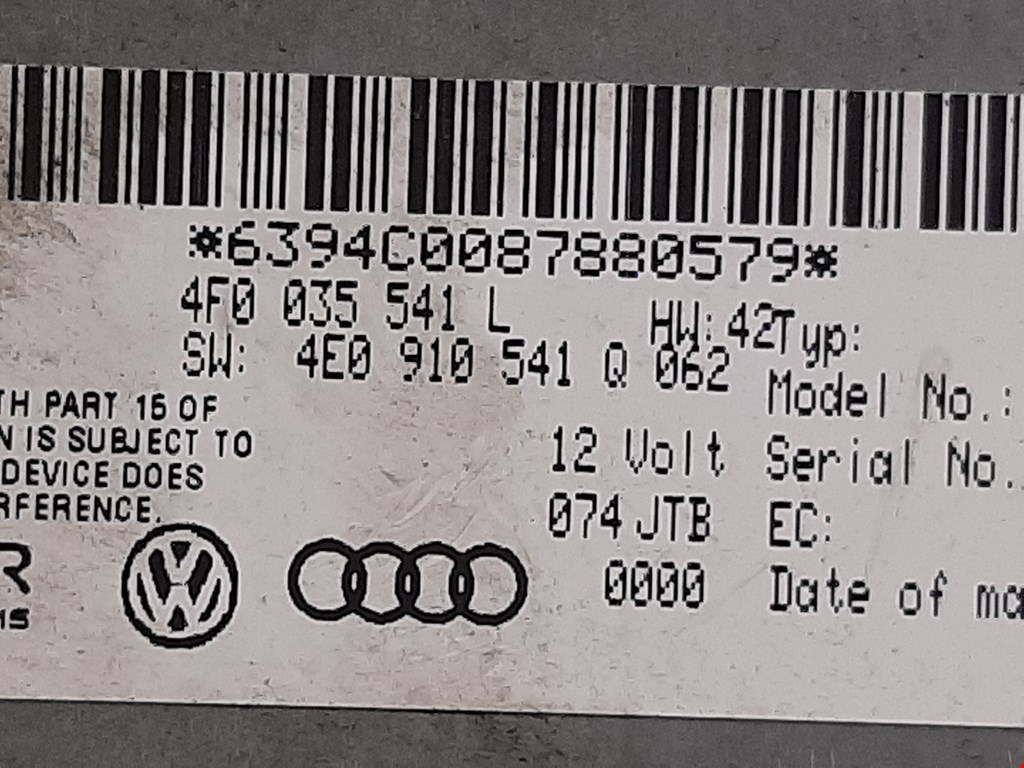 *6394C0087880579*
4F0 035 541 L HW: 42 Typ:
SW: 4E0 910 541 Q 062 Model No.:
TH PART 15 OF
N IS SUBJECT TO 12 Volt Serial No.
DEVICE DOES
RFERENCE. 074 JTB EC:
0000 Date of ma